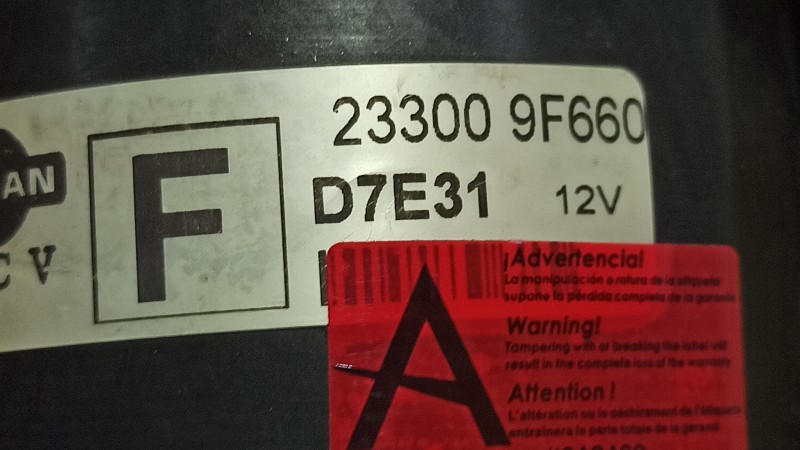 23300 9F660
AN
F
D7E31
12V
C V
¡Advertencia!
La manipulación o rotura de la etiqueta
supone la pérdida completa de la garantía
Warning!
Tampering with or breaking the label will
result in the complete loss of the warranty
Attention !
L'altération ou le déchirement de l'étiquette
entraînera la perte totale de la garantie
A